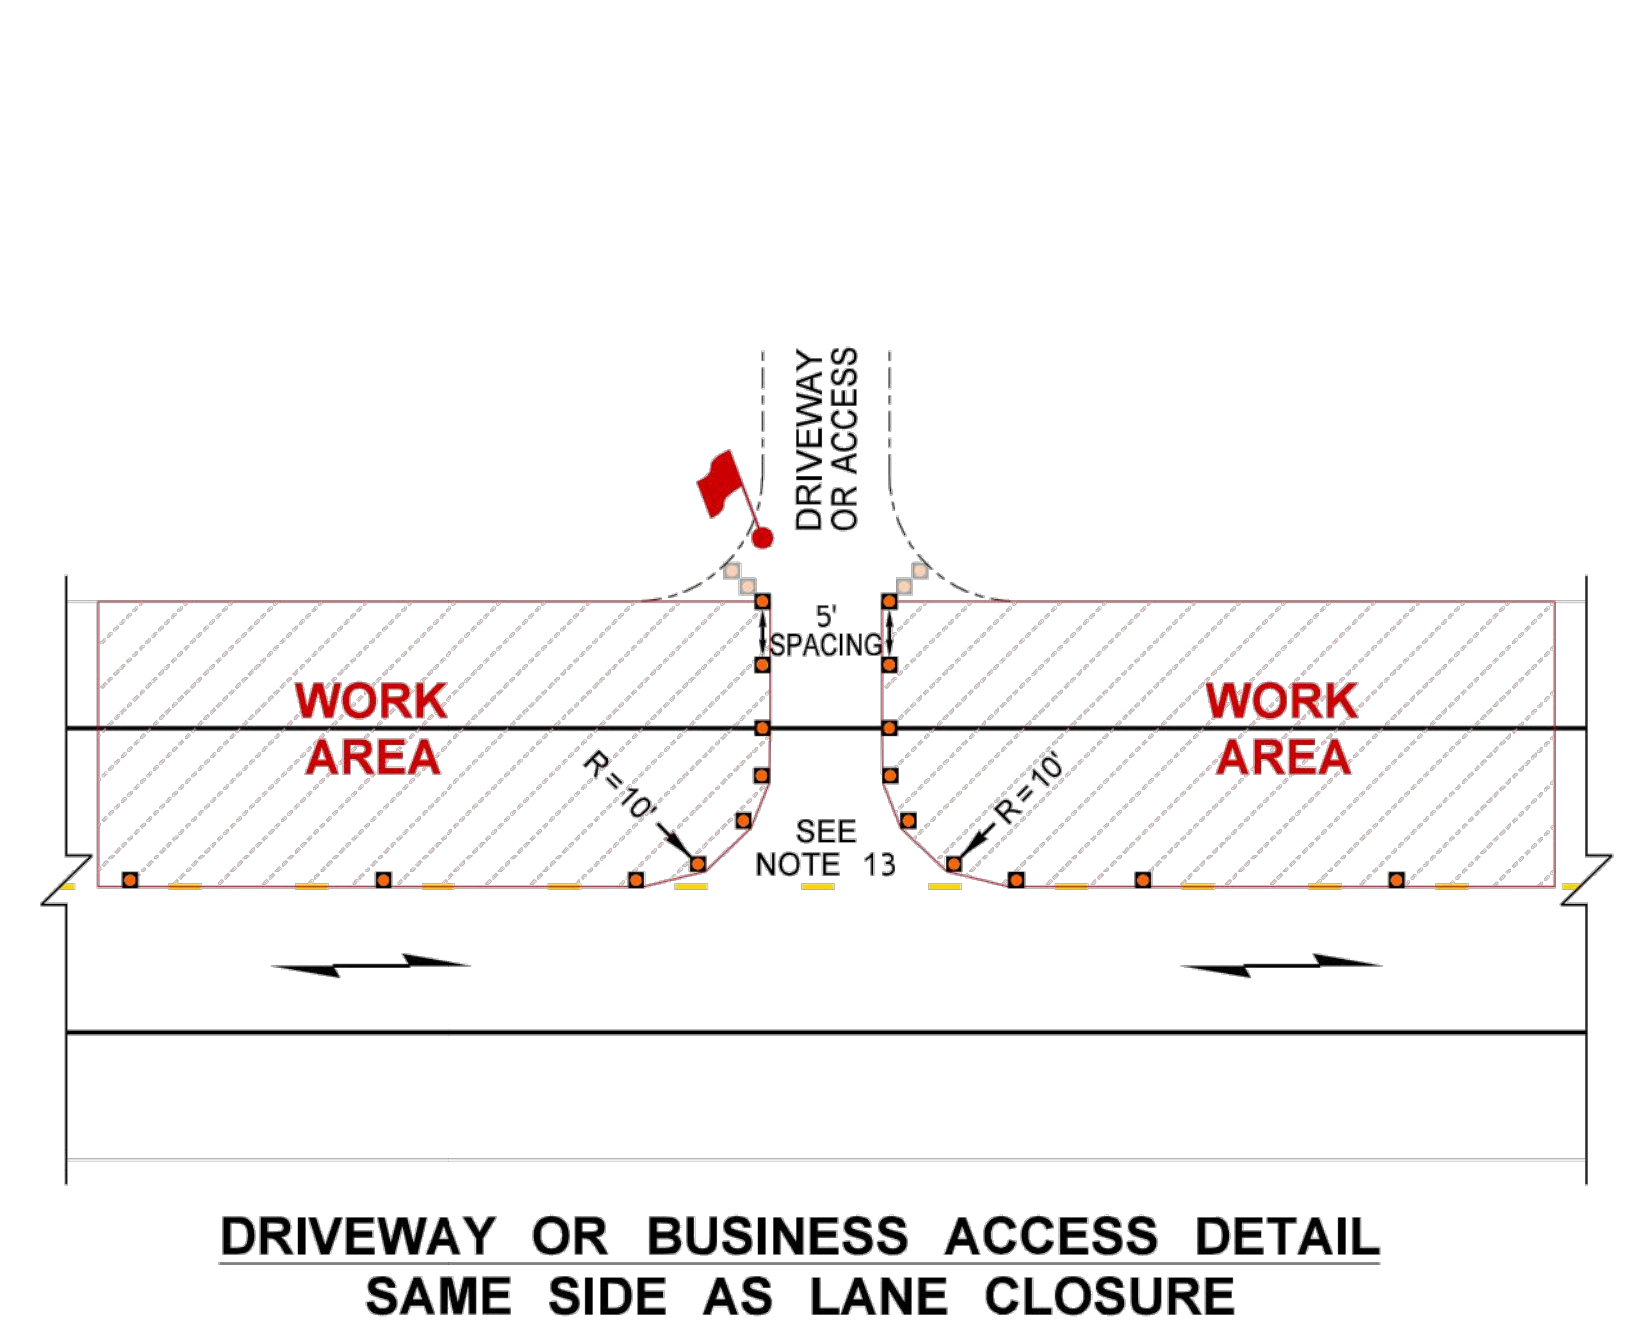 DRIVEWAY
OR ACCESS
5'
SPACING
WORK
AREA
WORK
AREA
R=10'
R=10'
SEE
NOTE 13
DRIVEWAY OR BUSINESS ACCESS DETAIL
SAME SIDE AS LANE CLOSURE